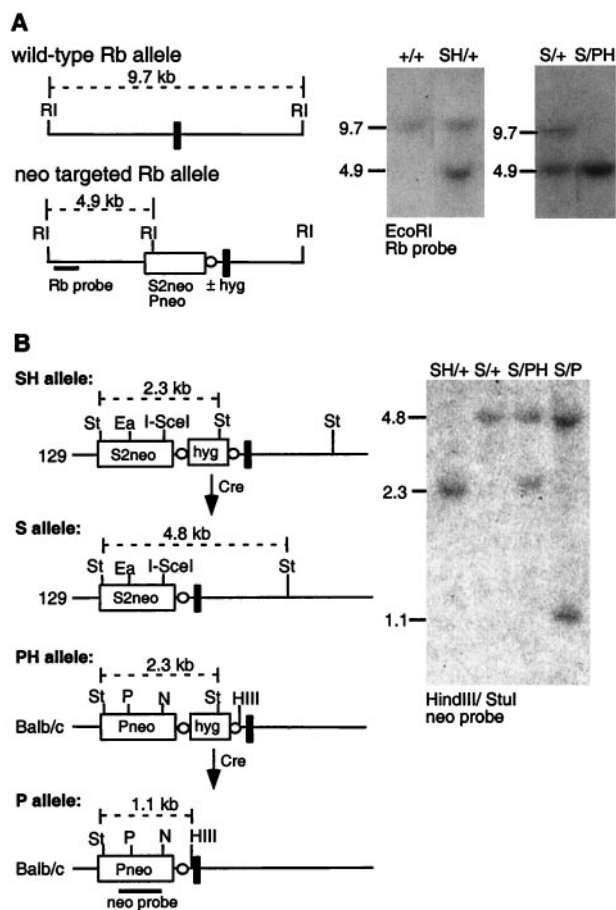 A
wild-type Rb allele
9.7 kb
RI RI
neo targeted Rb allele
4.9 kb
RI RI RI
Rb probe S2neo ± hyg
Pneo
+/+ SH/+
9.7
4.9
EcoRI
Rb probe
S/+ S/PH
9.7
4.9
B
SH allele:
2.3 kb
St Ea I-SceI St St
129 S2neo hyg
Cre
S allele:
4.8 kb
St Ea I-SceI St
129 S2neo
PH allele:
2.3 kb
St P N St HIII
Balb/c Pneo hyg
Cre
P allele:
1.1 kb
St P N HIII
Balb/c Pneo
neo probe
SH/+ S/+ S/PH S/P
4.8
2.3
1.1
HindIII/ StuI
neo probe